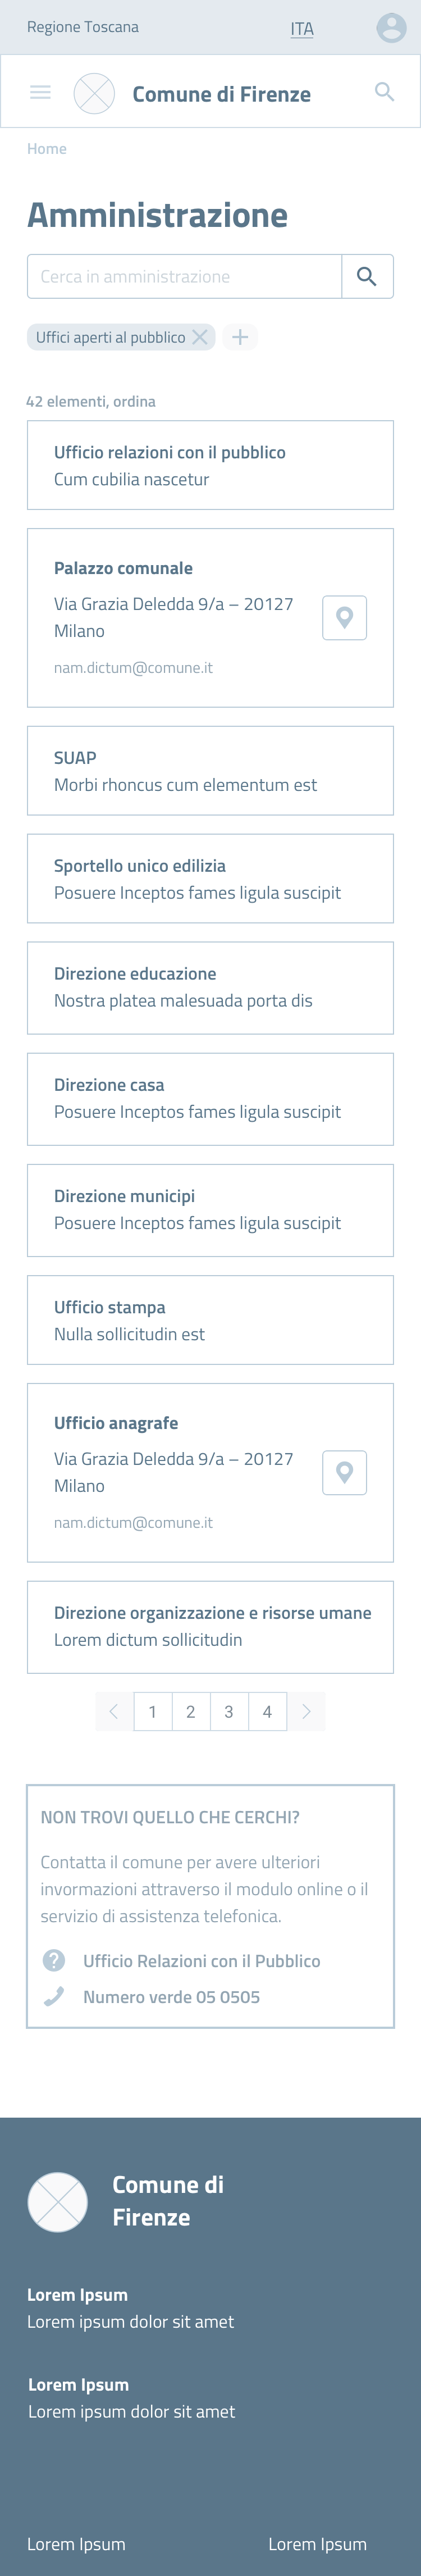 Regione Toscana
ITA
Comune di Firenze
Home
Amministrazione
Cerca in amministrazione
Uffici aperti al pubblico
42 elementi, ordina
Ufficio relazioni con il pubblico
Cum cubilia nascetur
Palazzo comunale
Via Grazia Deledda 9/a – 20127
Milano
nam.dictum@comune.it
SUAP
Morbi rhoncus cum elementum est
Sportello unico edilizia
Posuere Inceptos fames ligula suscipit
Direzione educazione
Nostra platea malesuada porta dis
Direzione casa
Posuere Inceptos fames ligula suscipit
Direzione municipi
Posuere Inceptos fames ligula suscipit
Ufficio stampa
Nulla sollicitudin est
Ufficio anagrafe
Via Grazia Deledda 9/a – 20127
Milano
nam.dictum@comune.it
Direzione organizzazione e risorse umane
Lorem dictum sollicitudin
1 2 3 4
NON TROVI QUELLO CHE CERCHI?
Contatta il comune per avere ulteriori
invormazioni attraverso il modulo online o il
servizio di assistenza telefonica.
Ufficio Relazioni con il Pubblico
Numero verde 05 0505
Comune di
Firenze
Lorem Ipsum
Lorem ipsum dolor sit amet
Lorem Ipsum
Lorem ipsum dolor sit amet
Lorem Ipsum
Lorem Ipsum